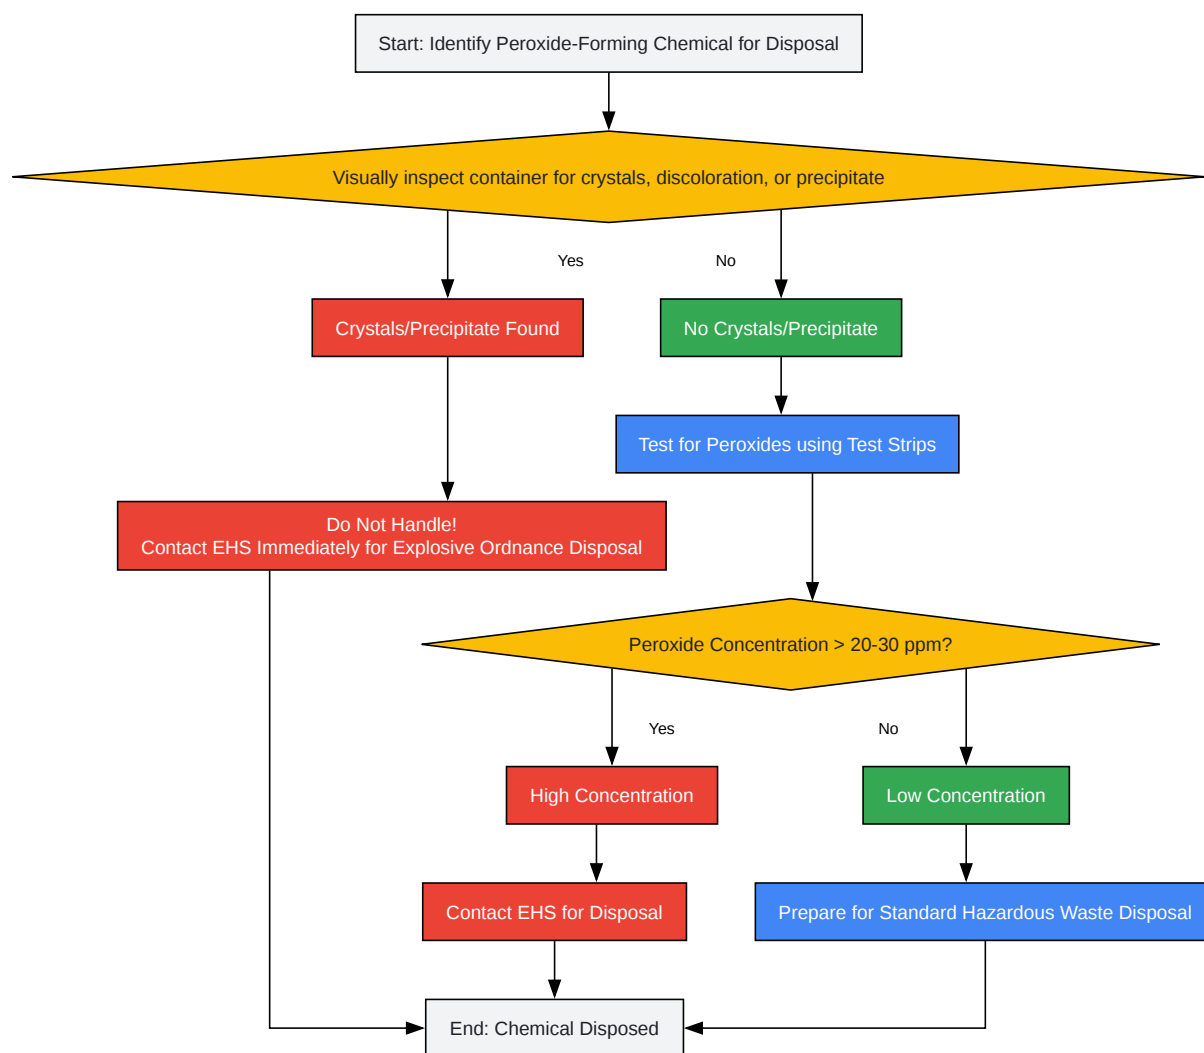 Start: Identify Peroxide-Forming Chemical for Disposal
Visually inspect container for crystals, discoloration, or precipitate
Yes
No
Crystals/Precipitate Found
No Crystals/Precipitate
Test for Peroxides using Test Strips
Do Not Handle!
Contact EHS Immediately for Explosive Ordnance Disposal
Peroxide Concentration > 20-30 ppm?
Yes
No
High Concentration
Low Concentration
Contact EHS for Disposal
Prepare for Standard Hazardous Waste Disposal
End: Chemical Disposed